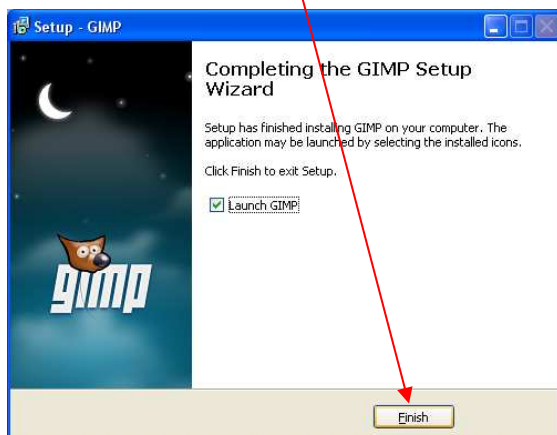 Setup - GIMP
Completing the GIMP Setup
Wizard
Setup has finished installing GIMP on your computer. The
application may be launched by selecting the installed icons.
Click Finish to exit Setup.
Launch GIMP
gimp
Finish